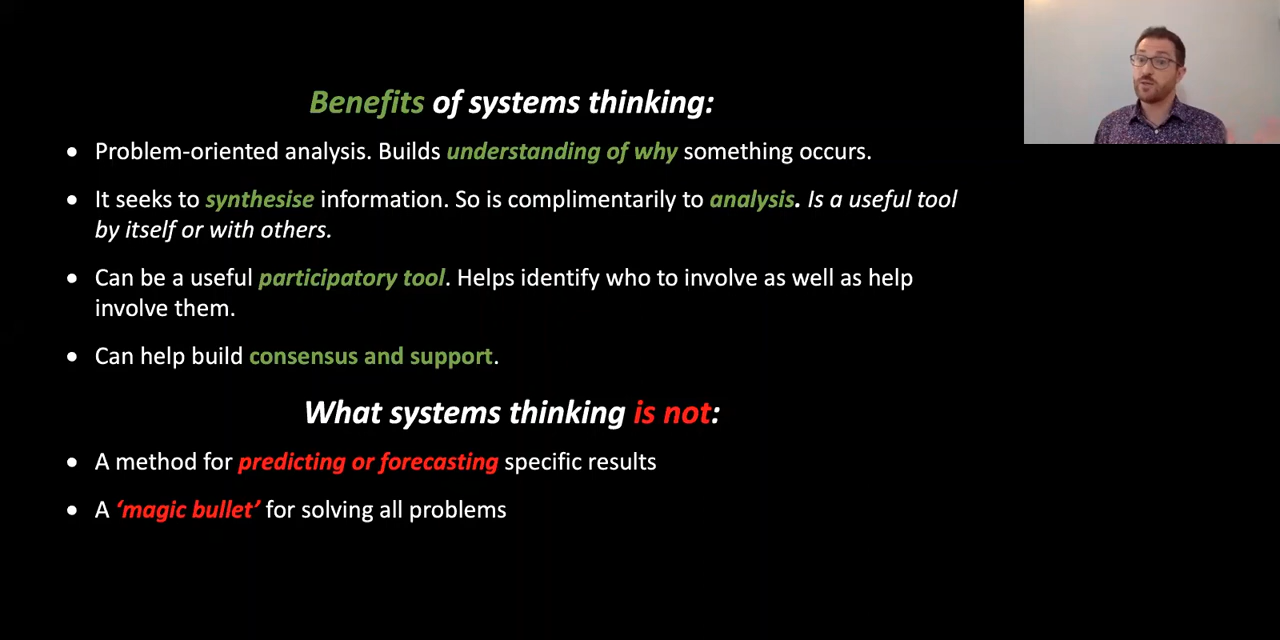 Benefits of systems thinking:
• Problem-oriented analysis. Builds understanding of why something occurs.
• It seeks to synthesise information. So is complimentarily to analysis. Is a useful tool
by itself or with others.
• Can be a useful participatory tool. Helps identify who to involve as well as help
involve them.
• Can help build consensus and support.
What systems thinking is not:
• A method for predicting or forecasting specific results
• A ‘magic bullet’ for solving all problems